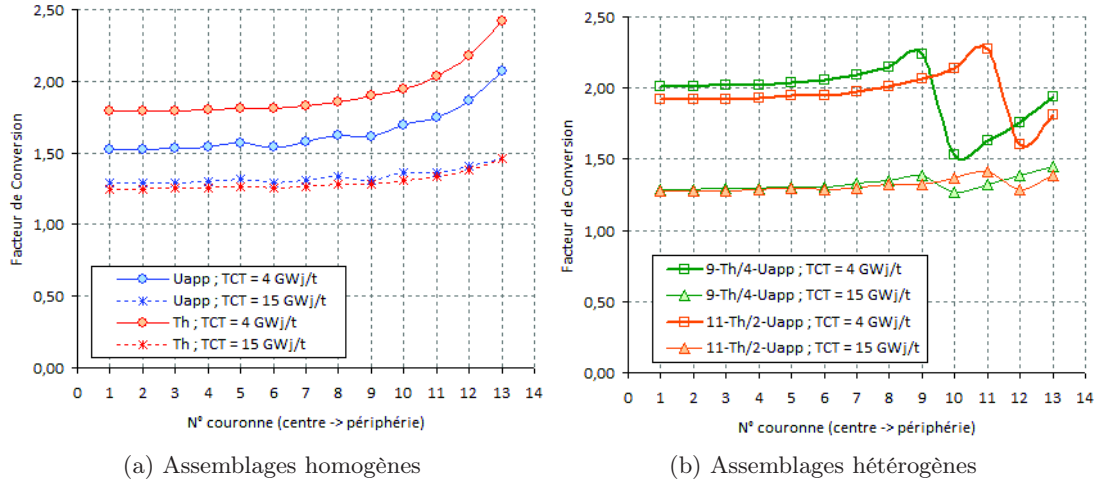 2,50
2,00
1,50
1,00
0,50
0,00
Facteur de Conversion
Uapp ; TCT = 4 GWj/t
Uapp ; TCT = 15 GWj/t
Th ; TCT = 4 GWj/t
Th ; TCT = 15 GWj/t
0 1 2 3 4 5 6 7 8 9 10 11 12 13 14
N° couronne (centre -> périphérie)
(a) Assemblages homogènes
2,50
2,00
1,50
1,00
0,50
0,00
Facteur de Conversion
9-Th/4-Uapp ; TCT = 4 GWj/t
9-Th/4-Uapp ; TCT = 15 GWj/t
11-Th/2-Uapp ; TCT = 4 GWj/t
11-Th/2-Uapp ; TCT = 15 GWj/t
0 1 2 3 4 5 6 7 8 9 10 11 12 13 14
N° couronne (centre -> périphérie)
(b) Assemblages hétérogènes